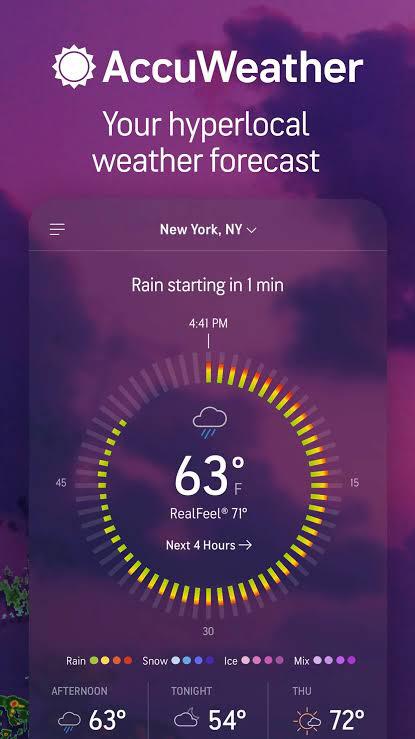 AccuWeather
Your hyperlocal
weather forecast
New York, NY
Rain starting in 1 min
4:41 PM
45
15
63°
F
RealFeel® 71°
Next 4 Hours →
30
Rain
Snow
Ice
Mix
AFTERNOON
TONIGHT
THU
63°
54°
72°